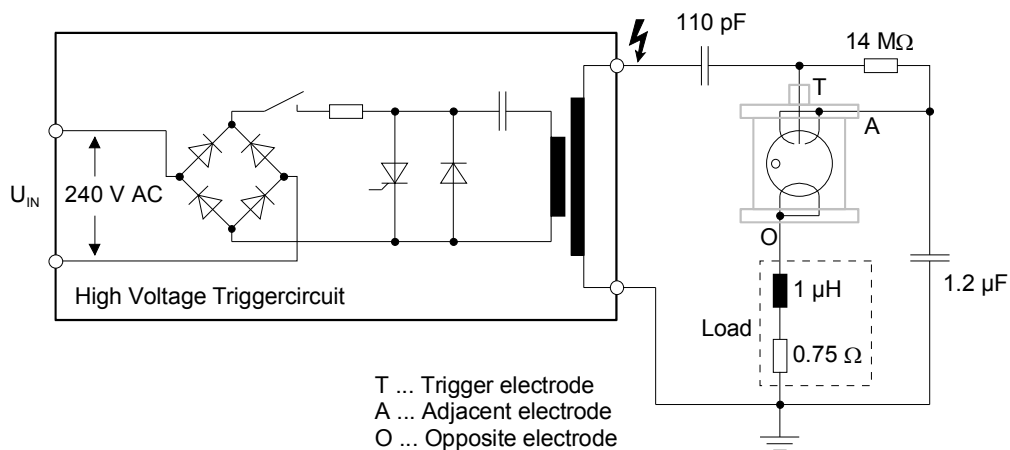 110 pF
14 MΩ
T
A
U_IN
240 V AC
O
High Voltage Triggercircuit
1 µH
1.2 µF
Load
0.75 Ω
T ... Trigger electrode
A ... Adjacent electrode
O ... Opposite electrode